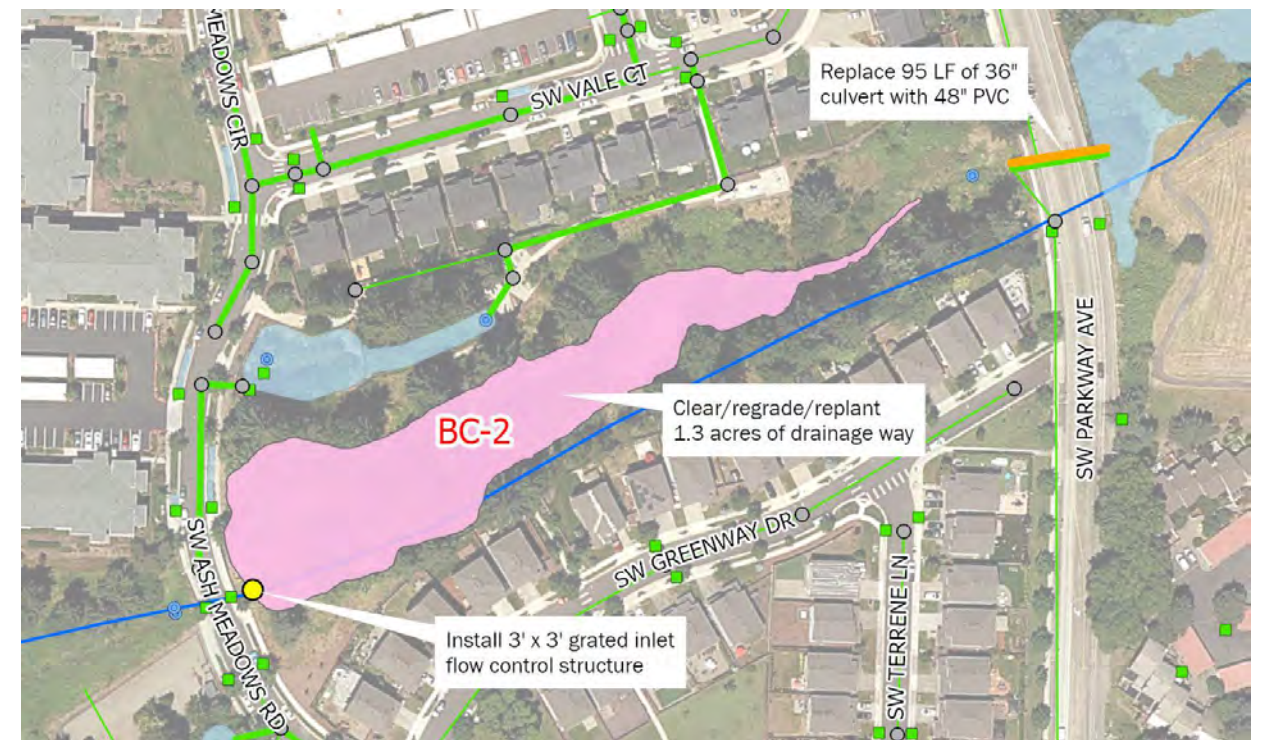 MEADOWS CIR
SW VALE CT
Replace 95 LF of 36"
culvert with 48" PVC
SW PARKWAY AVE
Clear/regrade/replant
1.3 acres of drainage way
BC-2
SW GREENWAY DR
SW TERRENE LN
SW ASH MEADOWS RD
Install 3' x 3' grated inlet
flow control structure